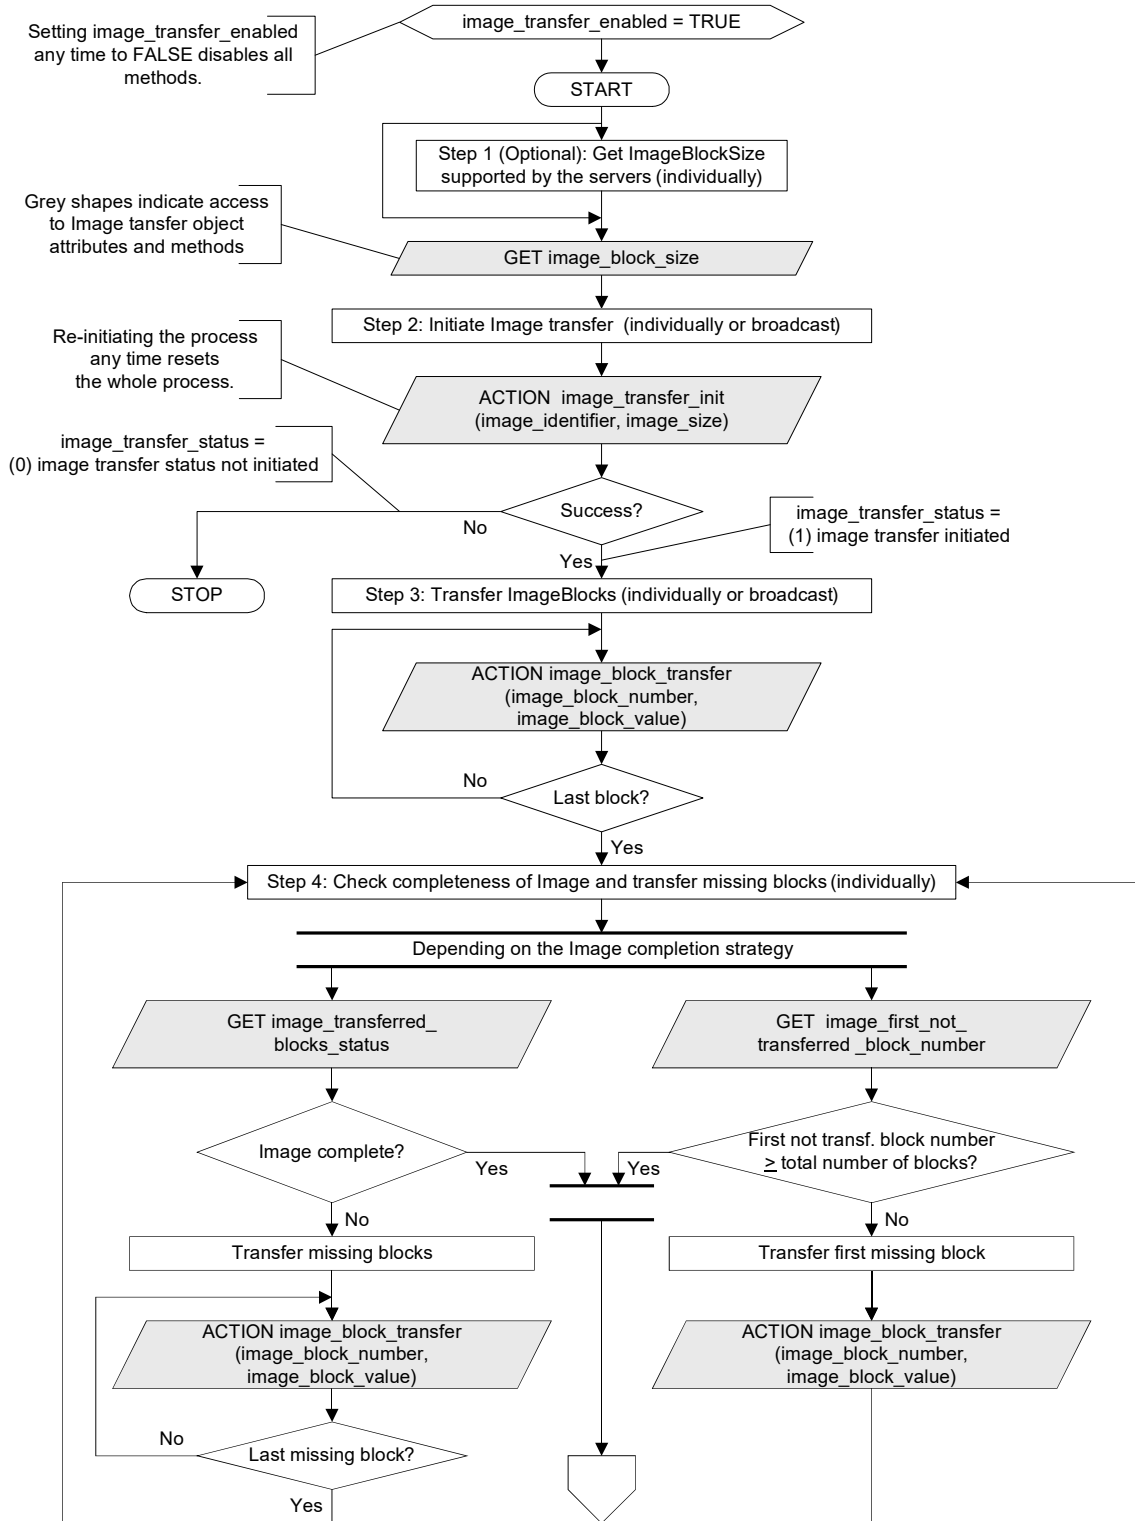 image_transfer_enabled = TRUE
Setting image_transfer_enabled
any time to FALSE disables all
methods.
START
Step 1 (Optional): Get ImageBlockSize
supported by the servers (individually)
Grey shapes indicate access
to Image tansfer object
attributes and methods
GET image_block_size
Step 2: Initiate Image transfer (individually or broadcast)
Re-initiating the process
any time resets
the whole process.
ACTION image_transfer_init
(image_identifier, image_size)
image_transfer_status =
(0) image transfer status not initiated
Success?
No
image_transfer_status =
(1) image transfer initiated
Yes
STOP
Step 3: Transfer ImageBlocks (individually or broadcast)
ACTION image_block_transfer
(image_block_number,
image_block_value)
No
Last block?
Yes
Step 4: Check completeness of Image and transfer missing blocks (individually)
Depending on the Image completion strategy
GET image_transferred_
blocks_status
GET image_first_not_
transferred _block_number
Image complete?
Yes
First not transf. block number
≥ total number of blocks?
Yes
No
No
Transfer missing blocks
Transfer first missing block
ACTION image_block_transfer
(image_block_number,
image_block_value)
ACTION image_block_transfer
(image_block_number,
image_block_value)
No
Last missing block?
Yes